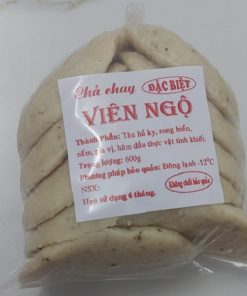 Chả chay ĐẶC BIỆT
VIÊN NGỘ
Thành Phần: Tàu hủ ky, rong biển,
nấm, gia vị, hầm dầu thực vật tinh khiết.
Trọng lượng: 600g
Phương pháp bảo quản: Đông lạnh -12°C
NSX:
Hạn sử dụng 6 tháng.
Không chất bảo quản